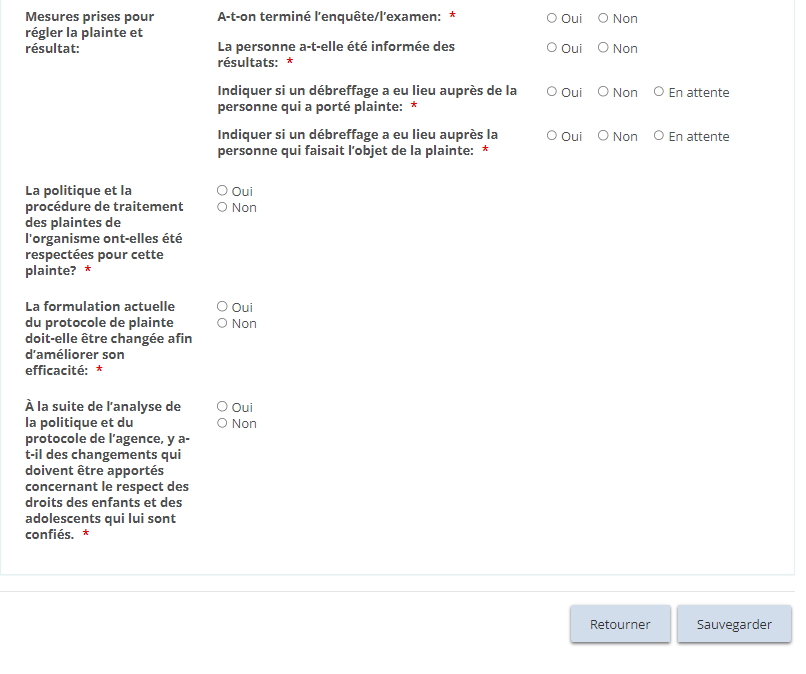 Mesures prises pour
régler la plainte et
résultat:
A-t-on terminé l’enquête/l’examen: *
Oui Non
La personne a-t-elle été informée des
résultats: *
Oui Non
Indiquer si un débreffage a eu lieu auprès de la
personne qui a porté plainte: *
Oui Non En attente
Indiquer si un débreffage a eu lieu auprès la
personne qui faisait l’objet de la plainte: *
Oui Non En attente
La politique et la
procédure de traitement
des plaintes de
l'organisme ont-elles été
respectées pour cette
plainte? *
Oui
Non
La formulation actuelle
du protocole de plainte
doit-elle être changée afin
d’améliorer son
efficacité: *
Oui
Non
À la suite de l’analyse de
la politique et du
protocole de l’agence, y a-
t-il des changements qui
doivent être apportés
concernant le respect des
droits des enfants et des
adolescents qui lui sont
confiés. *
Oui
Non
Retourner
Sauvegarder